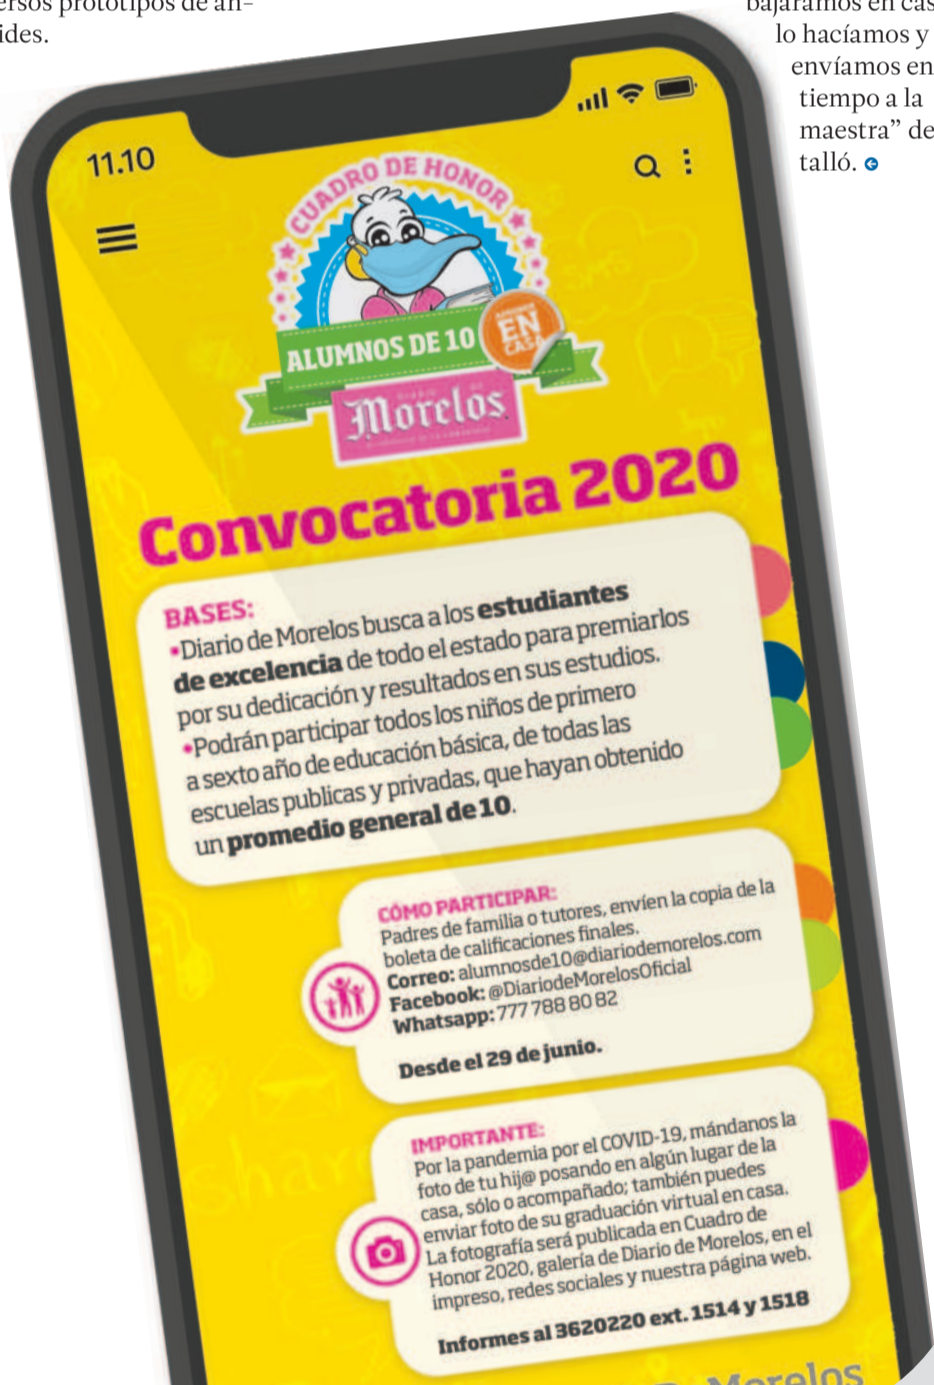 ersos prototipos de an-
ides.
bajáramos en cas
lo hacíamos y
envíamos en
tiempo a la
maestra” de
talló.
11.10
CUADRO DE HONOR
ALUMNOS DE 10
EN
CASA
Morelos
Convocatoria 2020
BASES:
•Diario de Morelos busca a los estudiantes
de excelencia de todo el estado para premiarlos
por su dedicación y resultados en sus estudios.
•Podrán participar todos los niños de primero
a sexto año de educación básica, de todas las
escuelas publicas y privadas, que hayan obtenido
un promedio general de 10.
CÓMO PARTICIPAR:
Padres de familia o tutores, envíen la copia de la
boleta de calificaciones finales.
Correo: alumnosde10@diariodemorelos.com
Facebook: @DiariodeMorelosOficial
Whatsapp: 777 788 80 82
Desde el 29 de junio.
IMPORTANTE:
Por la pandemia por el COVID-19, mándanos la
foto de tu hij@ posando en algún lugar de la
casa, sólo o acompañado; también puedes
enviar foto de su graduación virtual en casa.
La fotografía será publicada en Cuadro de
Honor 2020, galería de Diario de Morelos, en el
impreso, redes sociales y nuestra página web.
Informes al 3620220 ext. 1514 y 1518
Morelos